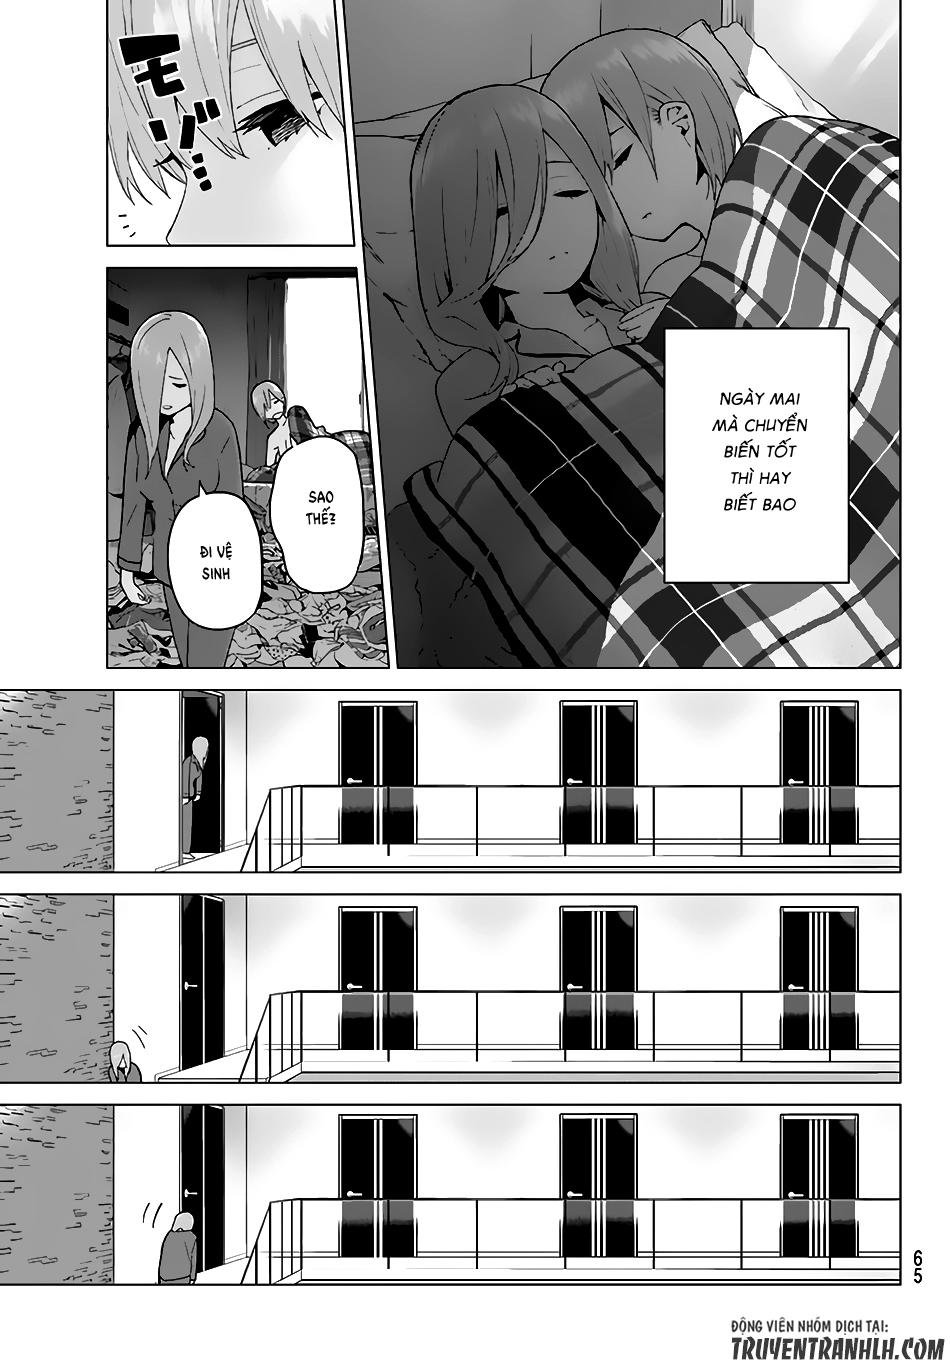 NGÀY MAI
MÀ CHUYỂN
BIẾN TỐT
THÌ HAY
BIẾT BAO
モゾ…
SAO
THẾ?
ĐI VỆ
SINH
65
ĐỘNG VIÊN NHÓM DỊCH TẠI:
TRUYENTRANHLH.COM